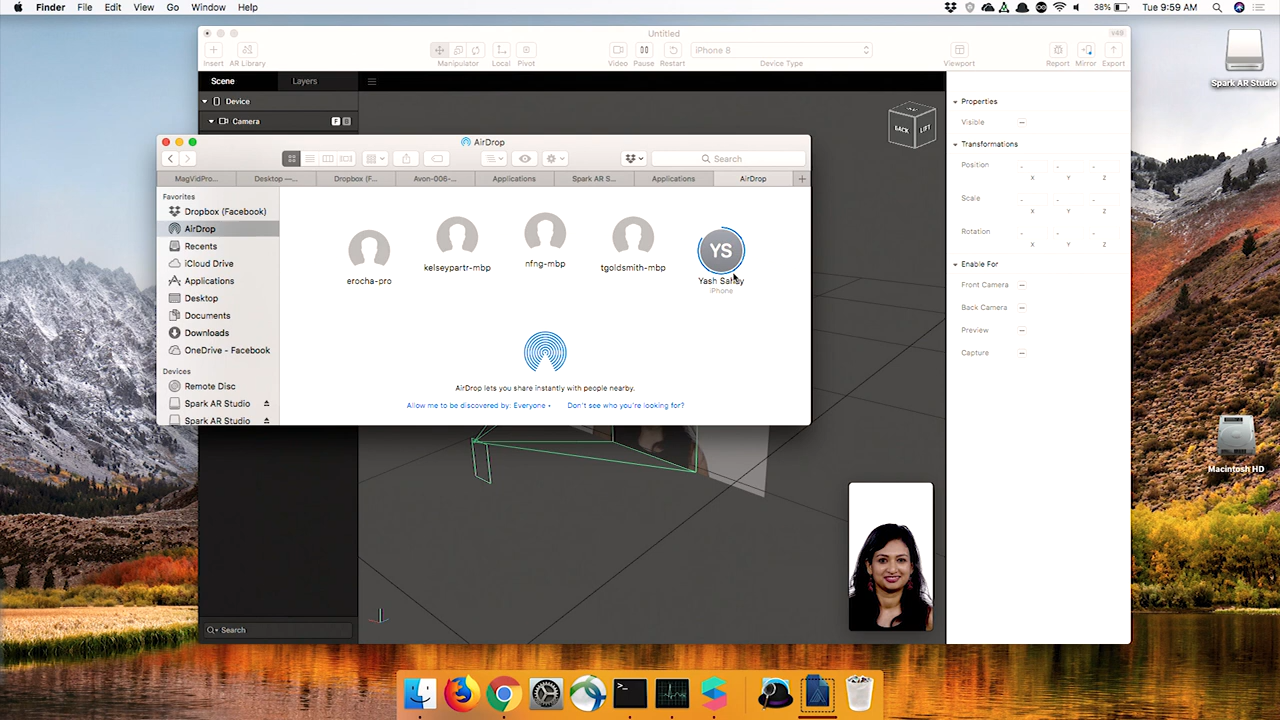 Finder File Edit View Go Window Help
38% Tue 9:59 AM
Untitled
v48
Insert AR Library
Manipulator Local Pivot
Video Pause Restart
iPhone 8
Device Type
Viewport
Report Mirror Export
Spark AR Studio
Scene Layers
Device
Camera F
BACK LEFT
AirDrop
Search
MagVidPro... Desktop —... Dropbox (F... Avon-006-... Applications Spark AR S... Applications AirDrop +
Favorites
Dropbox (Facebook)
AirDrop
Recents
iCloud Drive
Applications
Desktop
Documents
Downloads
OneDrive - Facebook
Devices
Remote Disc
Spark AR Studio
Spark AR Studio
erocha-pro
kelseypartr-mbp
nfng-mbp
tgoldsmith-mbp
YS
Yash
iPhone
AirDrop lets you share instantly with people nearby.
Allow me to be discovered by: Everyone
Don't see who you're looking for?
Properties
Visible
Transformations
Position
X Y Z
Scale
X Y Z
Rotation
X Y Z
Enable For
Front Camera
Back Camera
Preview
Capture
Macintosh HD
Search